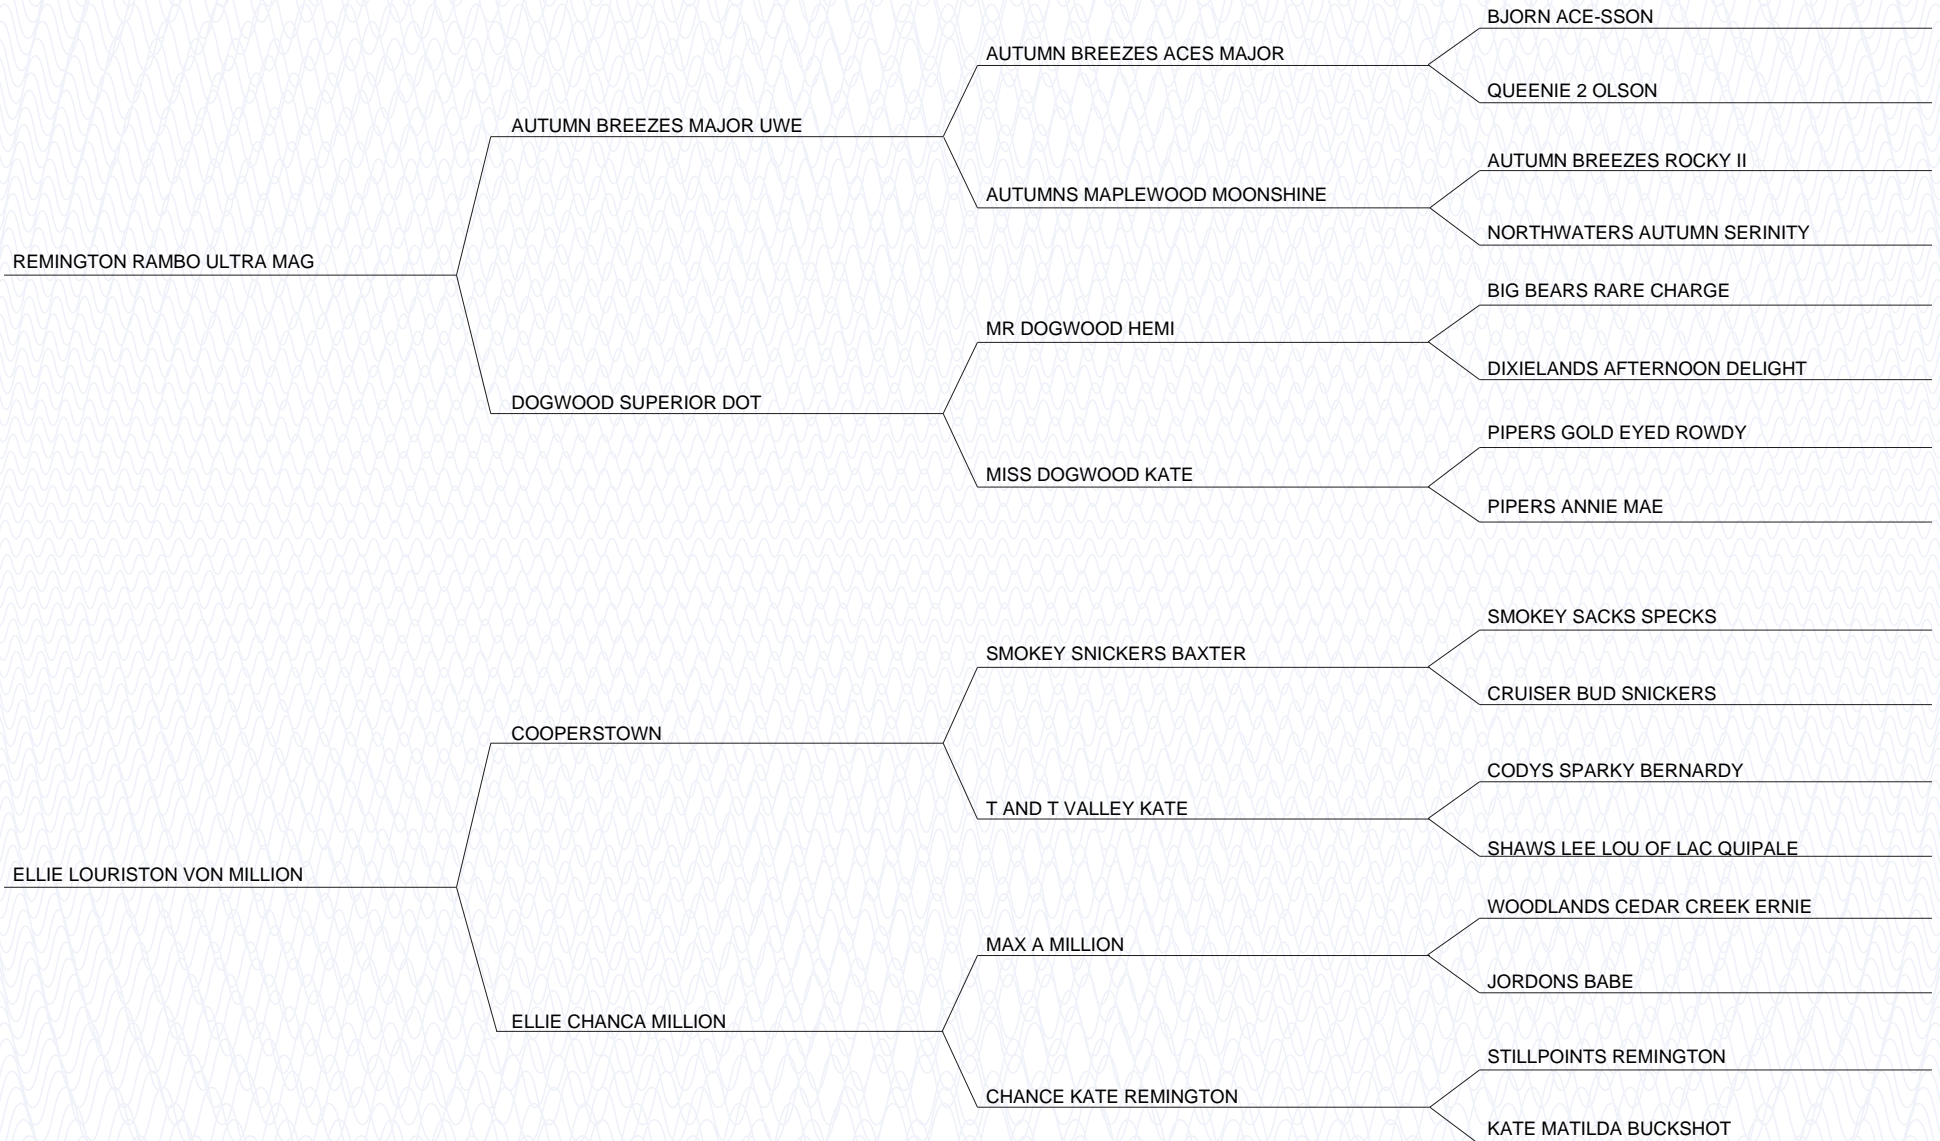 BJORN ACE-SSON
AUTUMN BREEZES ACES MAJOR
QUEENIE 2 OLSON
AUTUMN BREEZES MAJOR UWE
AUTUMN BREEZES ROCKY II
AUTUMNS MAPLEWOOD MOONSHINE
NORTHWATERS AUTUMN SERINITY
REMINGTON RAMBO ULTRA MAG
BIG BEARS RARE CHARGE
MR DOGWOOD HEMI
DIXIELANDS AFTERNOON DELIGHT
DOGWOOD SUPERIOR DOT
PIPERS GOLD EYED ROWDY
MISS DOGWOOD KATE
PIPERS ANNIE MAE
SMOKEY SACKS SPECKS
SMOKEY SNICKERS BAXTER
CRUISER BUD SNICKERS
COOPERSTOWN
CODYS SPARKY BERNARDY
T AND T VALLEY KATE
SHAWS LEE LOU OF LAC QUIPALE
ELLIE LOURISTON VON MILLION
WOODLANDS CEDAR CREEK ERNIE
MAX A MILLION
JORDONS BABE
ELLIE CHANCA MILLION
STILLPOINTS REMINGTON
CHANCE KATE REMINGTON
KATE MATILDA BUCKSHOT